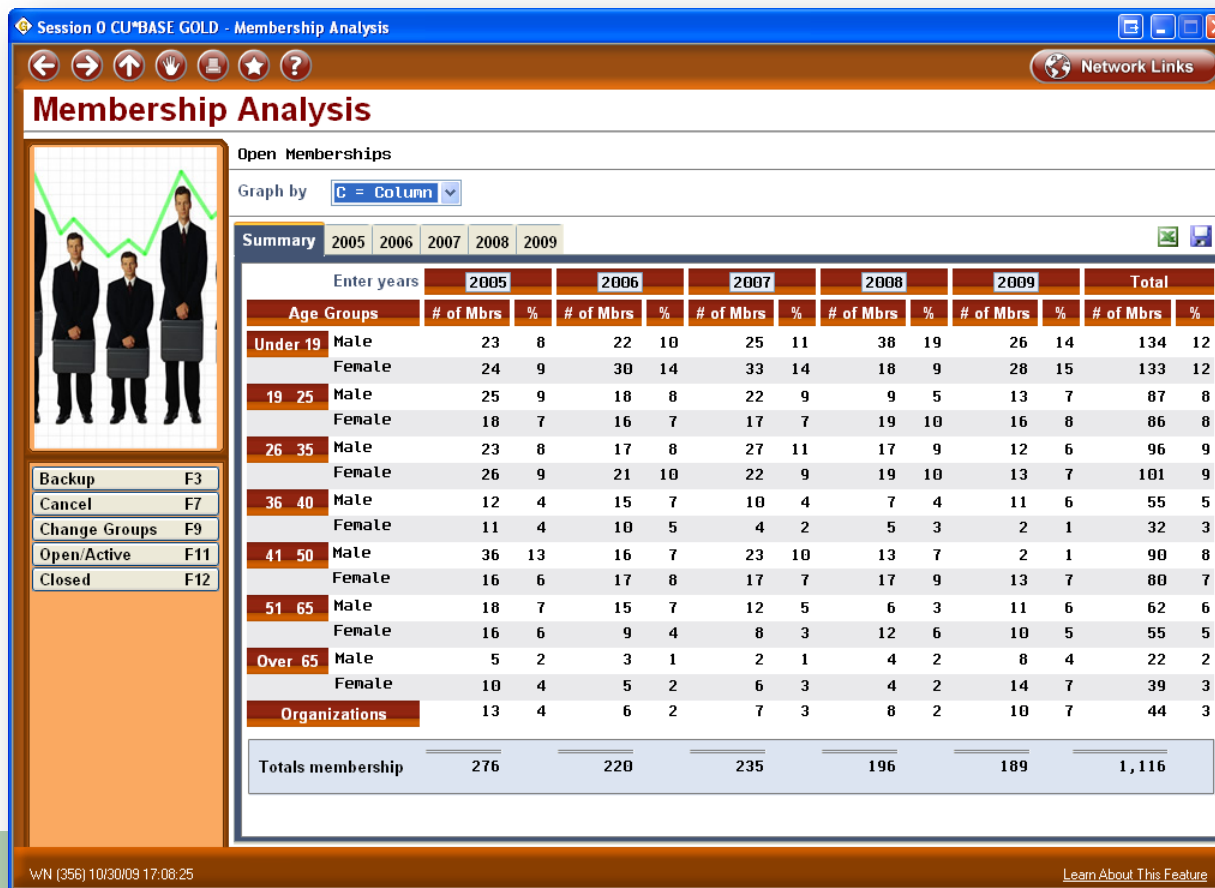 Session 0 CU*BASE GOLD - Membership Analysis
Network Links
Membership Analysis
Open Memberships
Graph by C = Column
Summary 2005 2006 2007 2008 2009
Enter years 2005 2006 2007 2008 2009 Total
Age Groups # of Mbrs % # of Mbrs % # of Mbrs % # of Mbrs % # of Mbrs % # of Mbrs %
Under 19 Male 23 8 22 10 25 11 38 19 26 14 134 12
Female 24 9 30 14 33 14 18 9 28 15 133 12
19 25 Male 25 9 18 8 22 9 9 5 13 7 87 8
Female 18 7 16 7 17 7 19 10 16 8 86 8
26 35 Male 23 8 17 8 27 11 17 9 12 6 96 9
Female 26 9 21 10 22 9 19 10 13 7 101 9
36 40 Male 12 4 15 7 10 4 7 4 11 6 55 5
Female 11 4 10 5 4 2 5 3 2 1 32 3
41 50 Male 36 13 16 7 23 10 13 7 2 1 90 8
Female 16 6 17 8 17 7 17 9 13 7 80 7
51 65 Male 18 7 15 7 12 5 6 3 11 6 62 6
Female 16 6 9 4 8 3 12 6 10 5 55 5
Over 65 Male 5 2 3 1 2 1 4 2 8 4 22 2
Female 10 4 5 2 6 3 4 2 14 7 39 3
Organizations 13 4 6 2 7 3 8 2 10 7 44 3
Totals membership 276 220 235 196 189 1,116
Backup F3
Cancel F7
Change Groups F9
Open/Active F11
Closed F12
WN (356) 10/30/09 17:08:25
Learn About This Feature